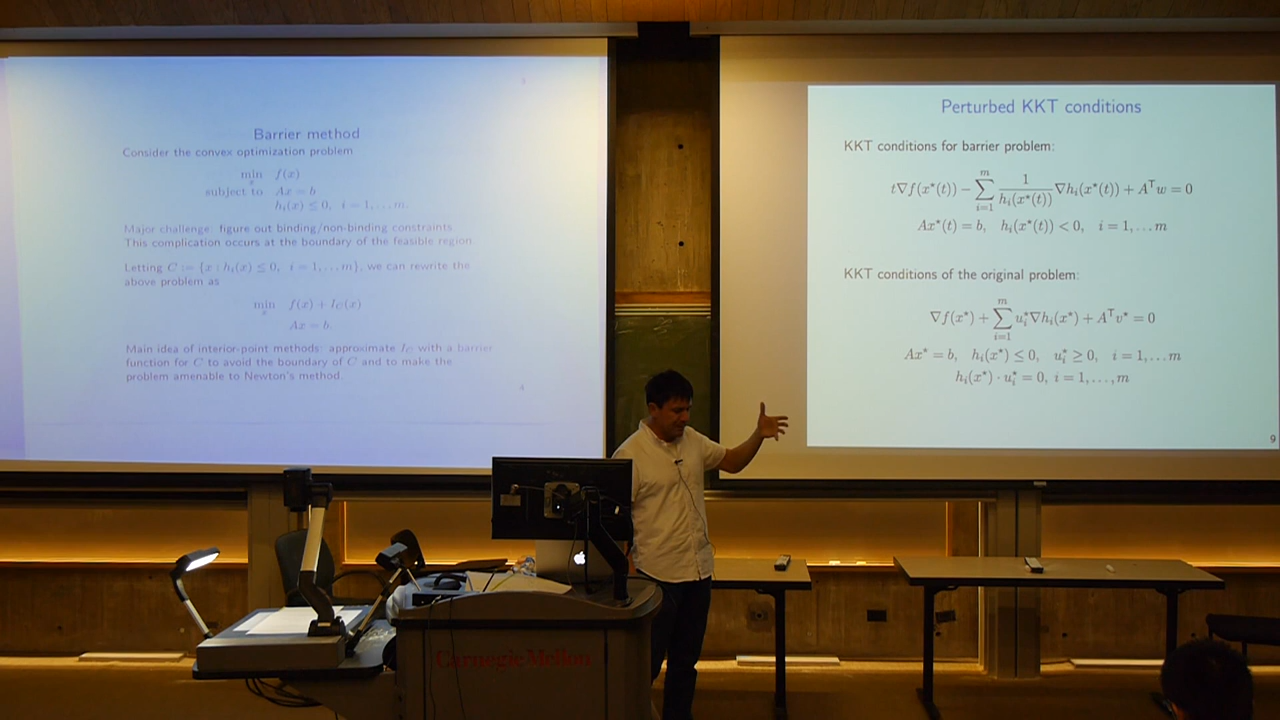 Barrier method
Consider the convex optimization problem
min_x f(x)
subject to Ax = b
h_i(x) ≤ 0, i = 1, . . . m.
Major challenge: figure out binding/non-binding constraints
This complication occurs at the boundary of the feasible region.
Letting C := {x : h_i(x) ≤ 0, i = 1, . . . m}, we can rewrite the
above problem as
min_x f(x) + I_C(x)
Ax = b.
Main idea of interior-point methods: approximate I_C with a barrier
function for C to avoid the boundary of C and to make the
problem amenable to Newton's method.
4
Perturbed KKT conditions
KKT conditions for barrier problem:
t∇f(x*(t)) − ∑_{i=1}^{m} 1/h_i(x*(t)) ∇h_i(x*(t)) + A^T w = 0
Ax*(t) = b, h_i(x*(t)) < 0, i = 1, . . . m
KKT conditions of the original problem:
∇f(x*) + ∑_{i=1}^{m} u_i* ∇h_i(x*) + A^T v* = 0
Ax* = b, h_i(x*) ≤ 0, u_i* ≥ 0, i = 1, . . . m
h_i(x*) · u_i* = 0, i = 1, . . . , m
9
Carnegie Mellon